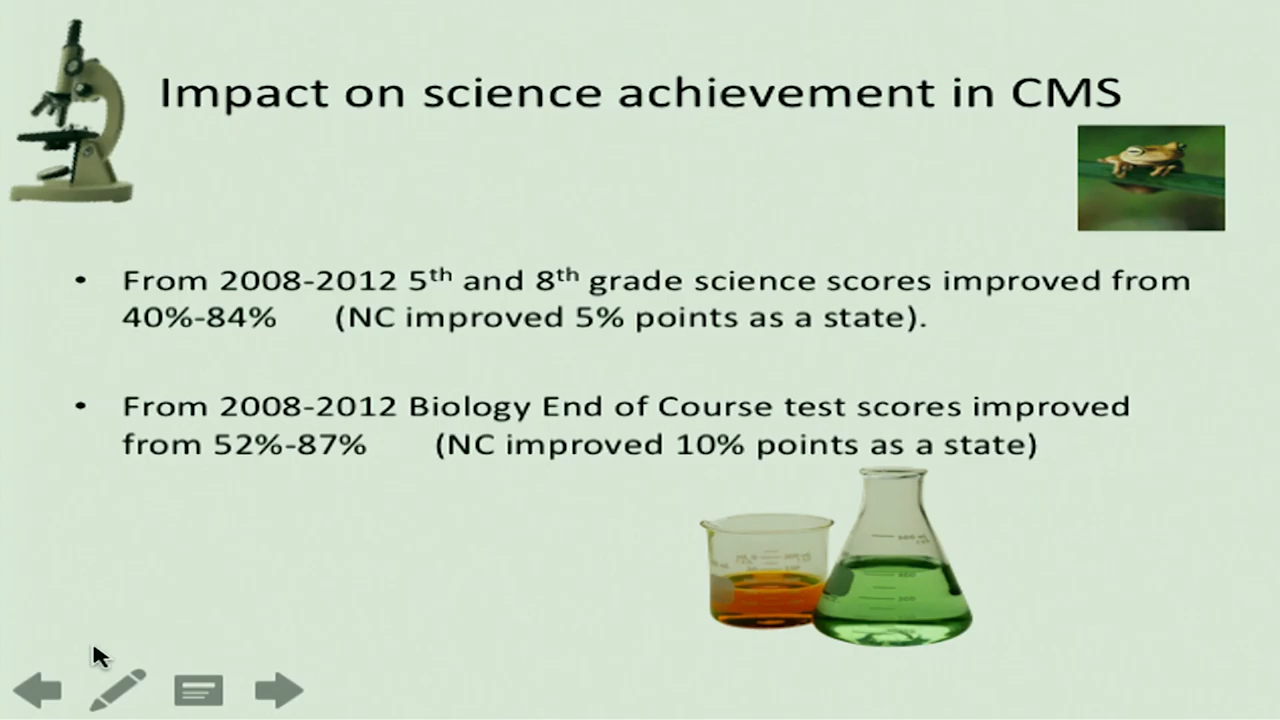 Impact on science achievement in CMS
• From 2008-2012 5th and 8th grade science scores improved from
40%-84% (NC improved 5% points as a state).
• From 2008-2012 Biology End of Course test scores improved
from 52%-87% (NC improved 10% points as a state)